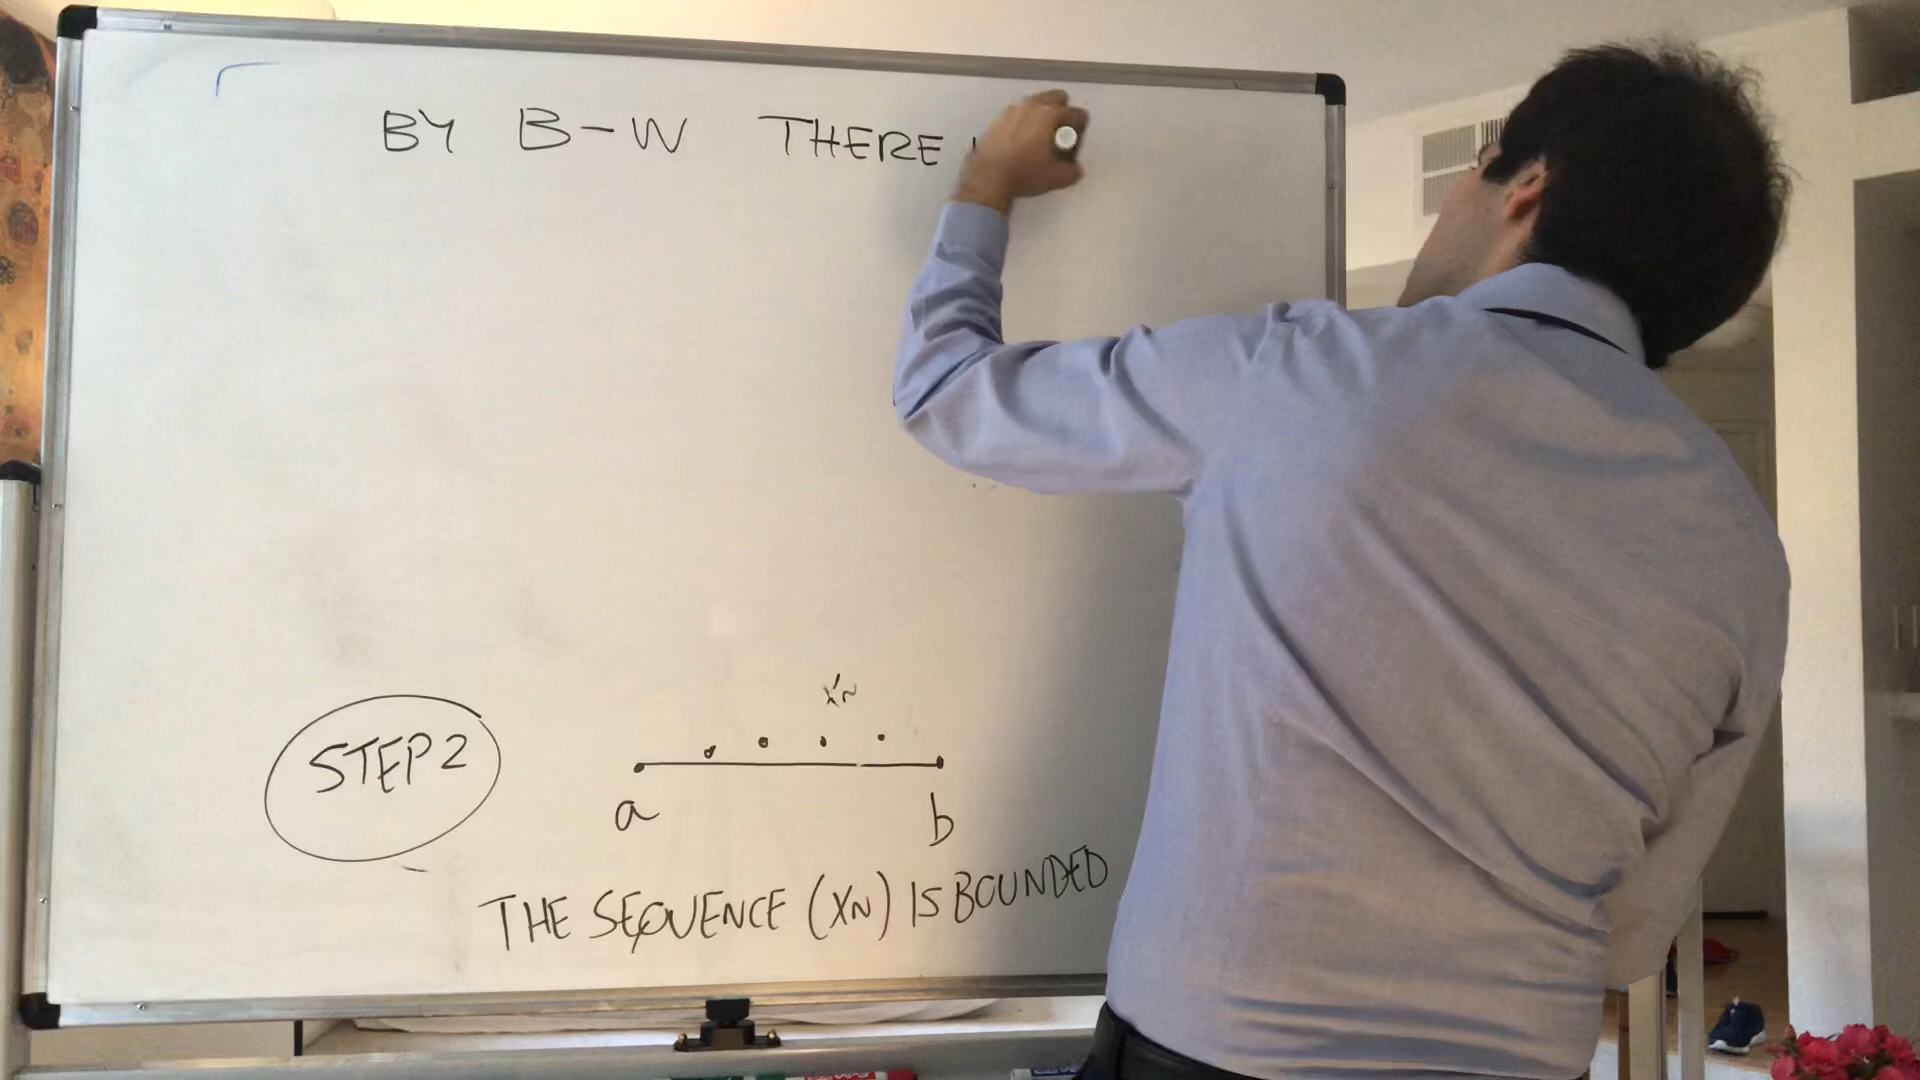 BY B-W THERE
XN
STEP 2
a b
THE SEQUENCE (XN) IS BOUNDED